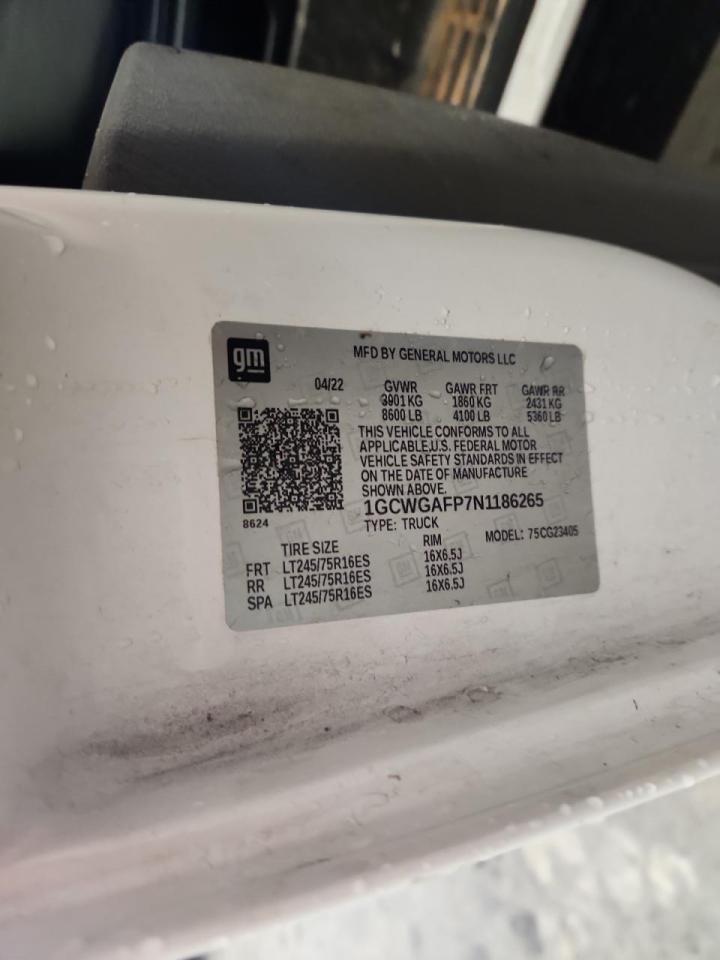 gm
MFD BY GENERAL MOTORS LLC
04/22 GVWR GAWR FRT GAWR RR
3901 KG 1860 KG 2431 KG
8600 LB 4100 LB 5360 LB
THIS VEHICLE CONFORMS TO ALL
APPLICABLE U.S. FEDERAL MOTOR
VEHICLE SAFETY STANDARDS IN EFFECT
ON THE DATE OF MANUFACTURE
SHOWN ABOVE.
8624
1GCWGAFP7N1186265
TYPE: TRUCK MODEL: 75CG23405
TIRE SIZE RIM
FRT LT245/75R16ES 16X6.5J
RR LT245/75R16ES 16X6.5J
SPA LT245/75R16ES 16X6.5J